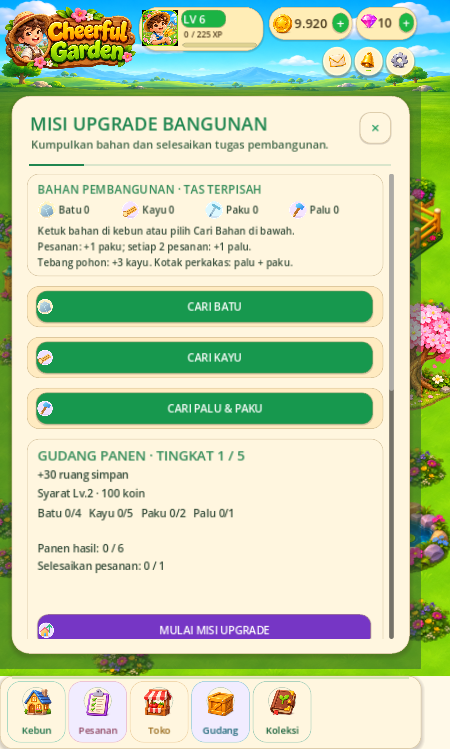 Cheerful
Garden
LV 6
0 / 225 XP
9.920 +
10 +
MISI UPGRADE BANGUNAN
Kumpulkan bahan dan selesaikan tugas pembangunan.
×
BAHAN PEMBANGUNAN · TAS TERPISAH
Batu 0 Kayu 0 Paku 0 Palu 0
Ketuk bahan di kebun atau pilih Cari Bahan di bawah.
Pesanan: +1 paku; setiap 2 pesanan: +1 palu.
Tebang pohon: +3 kayu. Kotak perkakas: palu + paku.
CARI BATU
CARI KAYU
CARI PALU & PAKU
GUDANG PANEN · TINGKAT 1 / 5
+30 ruang simpan
Syarat Lv.2 · 100 koin
Batu 0/4 Kayu 0/5 Paku 0/2 Palu 0/1
Panen hasil: 0 / 6
Selesaikan pesanan: 0 / 1
MULAI MISI UPGRADE
Kebun Pesanan Toko Gudang Koleksi